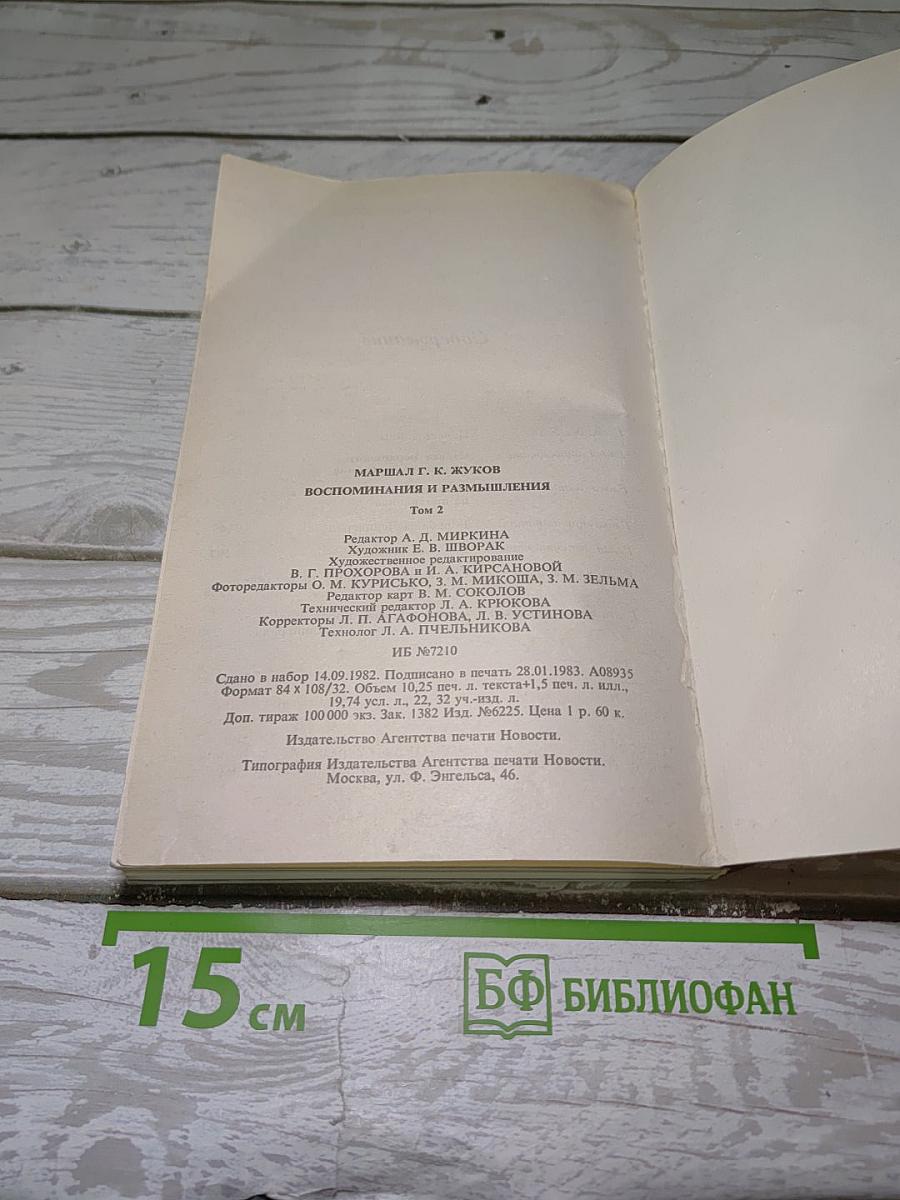 МАРШАЛ Г. К. ЖУКОВ
ВОСПОМИНАНИЯ И РАЗМЫШЛЕНИЯ
Том 2
Редактор А. Д. МИРКИНА
Художник Е. В. ШВОРАК
Художественное редактирование
В. Г. ПРОХОРОВА и И. А. КИРСАНОВОЙ
Фоторедакторы О. М. КУРИСЬКО, З. М. МИКОША, З. М. ЗЕЛЬМА
Редактор карт В. М. СОКОЛОВ
Технический редактор Л. А. КРЮКОВА
Корректоры Л. П. АГАФОНОВА, Л. В. УСТИНОВА
Технолог Л. А. ПЧЕЛЬНИКОВА
ИБ №7210
Сдано в набор 14.09.1982. Подписано в печать 28.01.1983. А08935
Формат 84 х 108/32. Объем 10,25 печ. л. текста+1,5 печ. л. илл.,
19,74 усл. л., 22, 32 уч.-изд. л.
Доп. тираж 100 000 экз. Зак. 1382 Изд. №6225. Цена 1 р. 60 к.
Издательство Агентства печати Новости.
Типография Издательства Агентства печати Новости.
Москва, ул. Ф. Энгельса, 46.
15 см
БФ БИБЛИОФАН